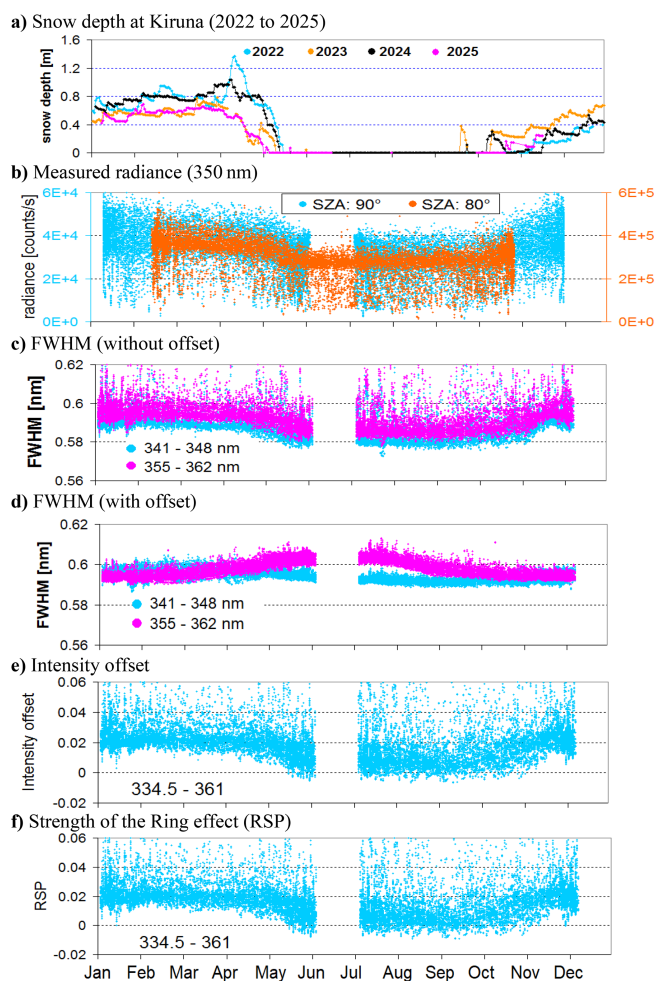 a) Snow depth at Kiruna (2022 to 2025)
1.6
1.2
0.8
0.4
0
snow depth [m]
2022 2023 2024 2025
b) Measured radiance (350 nm)
6E+4
4E+4
2E+4
0E+0
radiance [counts/s]
SZA: 90° SZA: 80°
6E+5
4E+5
2E+5
0E+0
c) FWHM (without offset)
0.62
0.6
0.58
0.56
FWHM [nm]
341 - 348 nm
355 - 362 nm
d) FWHM (with offset)
0.62
0.6
0.58
0.56
FWHM [nm]
341 - 348 nm
355 - 362 nm
e) Intensity offset
0.06
0.04
0.02
0
-0.02
Intensity offset
334.5 - 361
f) Strength of the Ring effect (RSP)
0.06
0.04
0.02
0
-0.02
RSP
334.5 - 361
Jan Feb Mar Apr May Jun Jul Aug Sep Oct Nov Dec